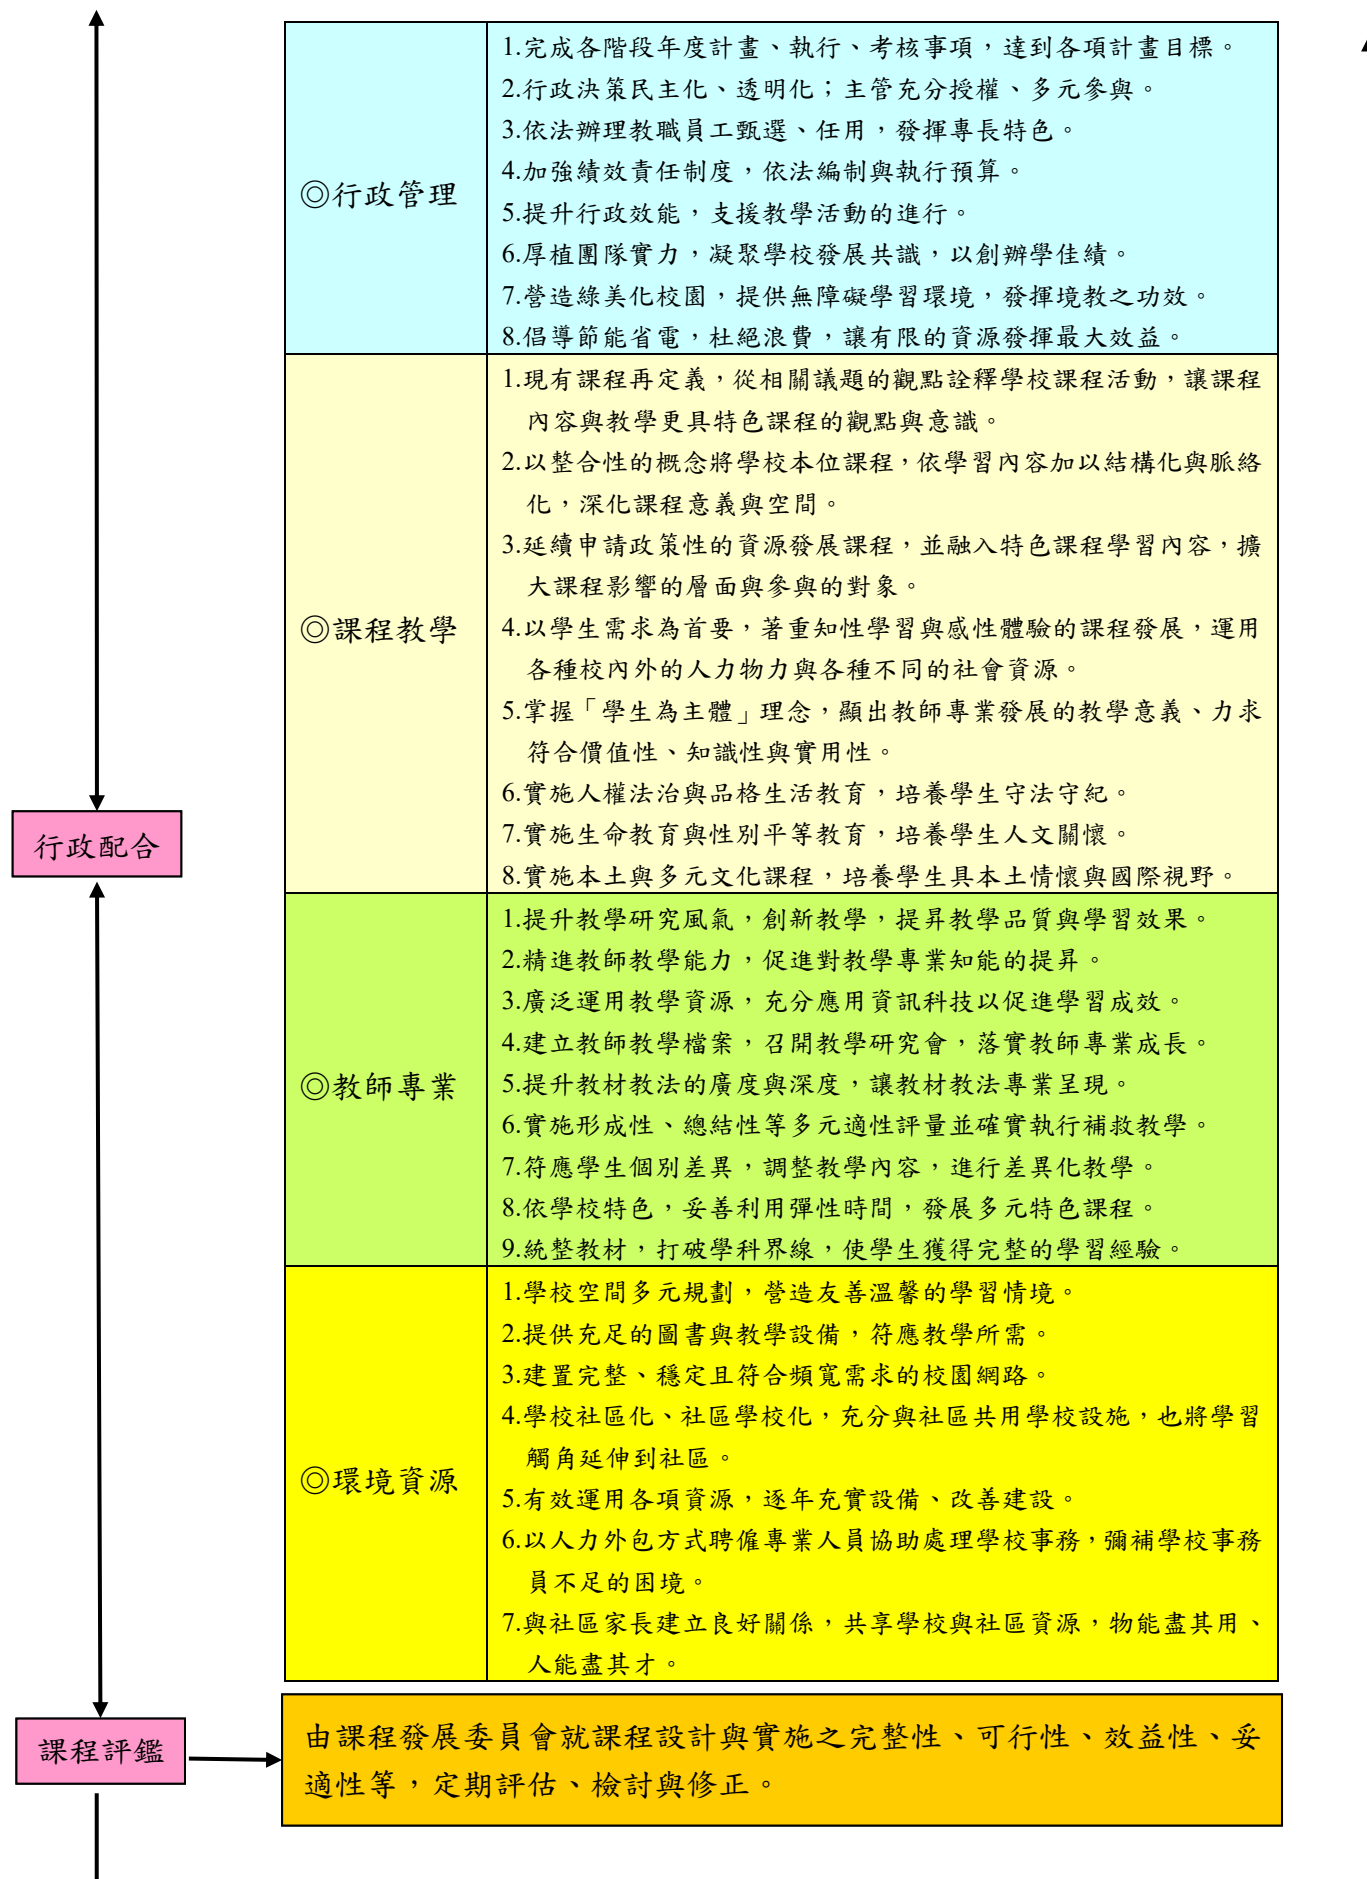 ◎行政管理
1.完成各階段年度計畫、執行、考核事項，達到各項計畫目標。
2.行政決策民主化、透明化；主管充分授權、多元參與。
3.依法辦理教職員工甄選、任用，發揮專長特色。
4.加強績效責任制度，依法編制與執行預算。
5.提升行政效能，支援教學活動的進行。
6.厚植團隊實力，凝聚學校發展共識，以創辦學佳績。
7.營造綠美化校園，提供無障礙學習環境，發揮境教之功效。
8.倡導節能省電，杜絕浪費，讓有限的資源發揮最大效益。
◎課程教學
1.現有課程再定義，從相關議題的觀點詮釋學校課程活動，讓課程
內容與教學更具特色課程的觀點與意識。
2.以整合性的概念將學校本位課程，依學習內容加以結構化與脈絡
化，深化課程意義與空間。
3.延續申請政策性的資源發展課程，並融入特色課程學習內容，擴
大課程影響的層面與參與的對象。
4.以學生需求為首要，著重知性學習與感性體驗的課程發展，運用
各種校內外的人力物力與各種不同的社會資源。
5.掌握「學生為主體」理念，顯出教師專業發展的教學意義、力求
符合價值性、知識性與實用性。
6.實施人權法治與品格生活教育，培養學生守法守紀。
7.實施生命教育與性別平等教育，培養學生人文關懷。
8.實施本土與多元文化課程，培養學生具本土情懷與國際視野。
行政配合
◎教師專業
1.提升教學研究風氣，創新教學，提昇教學品質與學習效果。
2.精進教師教學能力，促進對教學專業知能的提昇。
3.廣泛運用教學資源，充分應用資訊科技以促進學習成效。
4.建立教師教學檔案，召開教學研究會，落實教師專業成長。
5.提升教材教法的廣度與深度，讓教材教法專業呈現。
6.實施形成性、總結性等多元適性評量並確實執行補救教學。
7.符應學生個別差異，調整教學內容，進行差異化教學。
8.依學校特色，妥善利用彈性時間，發展多元特色課程。
9.統整教材，打破學科界線，使學生獲得完整的學習經驗。
◎環境資源
1.學校空間多元規劃，營造友善溫馨的學習情境。
2.提供充足的圖書與教學設備，符應教學所需。
3.建置完整、穩定且符合頻寬需求的校園網路。
4.學校社區化、社區學校化，充分與社區共用學校設施，也將學習
觸角延伸到社區。
5.有效運用各項資源，逐年充實設備、改善建設。
6.以人力外包方式聘僱專業人員協助處理學校事務，彌補學校事務
員不足的困境。
7.與社區家長建立良好關係，共享學校與社區資源，物能盡其用、
人能盡其才。
課程評鑑
由課程發展委員會就課程設計與實施之完整性、可行性、效益性、妥
適性等，定期評估、檢討與修正。